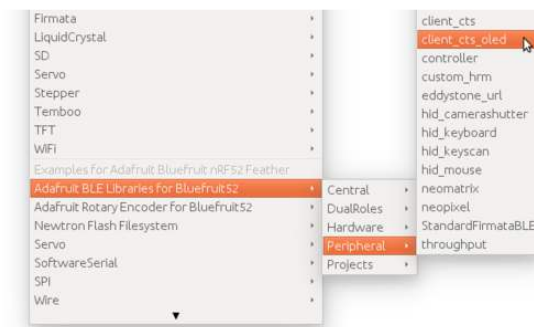 Firmata
LiquidCrystal
SD
Servo
Stepper
Temboo
TFT
WiFi
Examples for Adafruit Bluefruit nRF52 Feather
Adafruit BLE Libraries for Bluefruit52
Adafruit Rotary Encoder for Bluefruit52
Newtron Flash Filesystem
Servo
SoftwareSerial
SPI
Wire
Central
DualRoles
Hardware
Peripheral
Projects
client_cts
client_cts_oled
controller
custom_hrm
eddystone_url
hid_camerashutter
hid_keyboard
hid_keyscan
hid_mouse
neomatrix
neopixel
StandardFirmataBLE
throughput